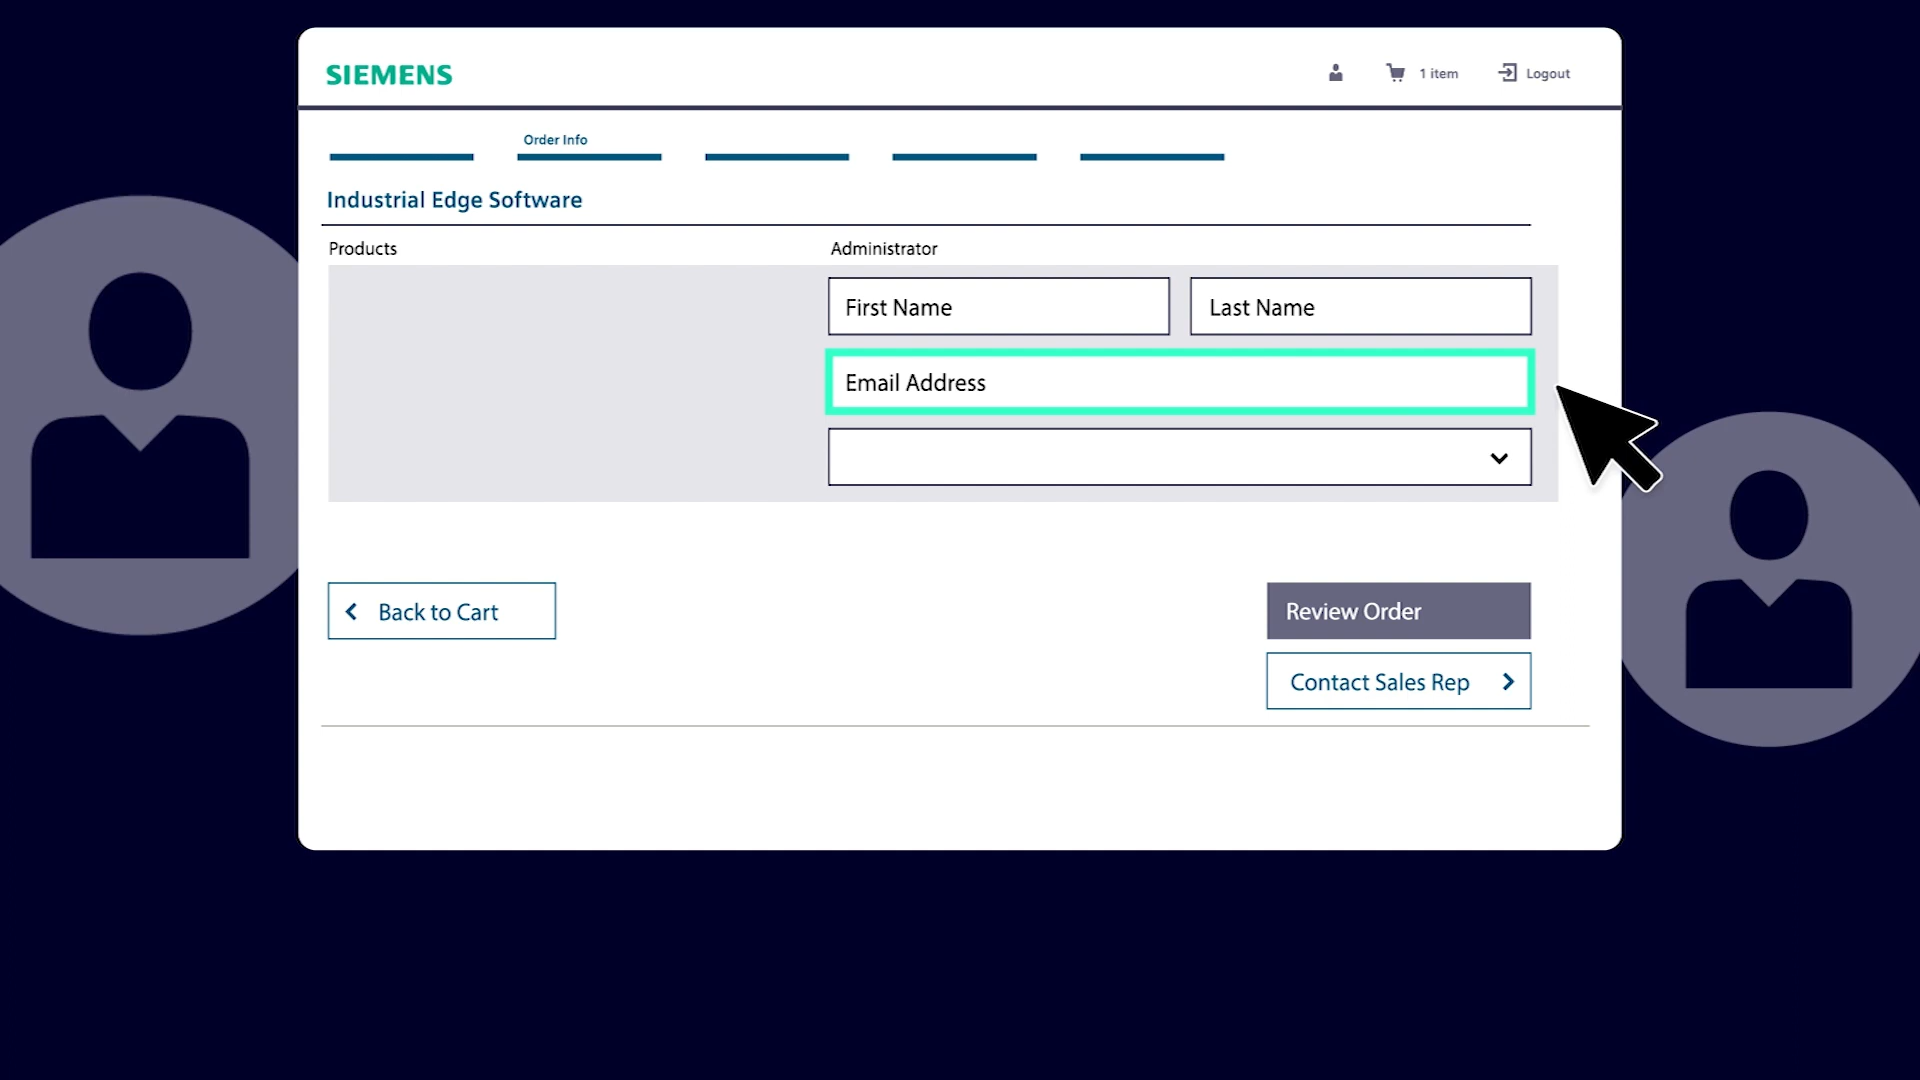 SIEMENS
1 item
Logout
Order Info
Industrial Edge Software
Products
Administrator
First Name
Last Name
Email Address
Back to Cart
Review Order
Contact Sales Rep